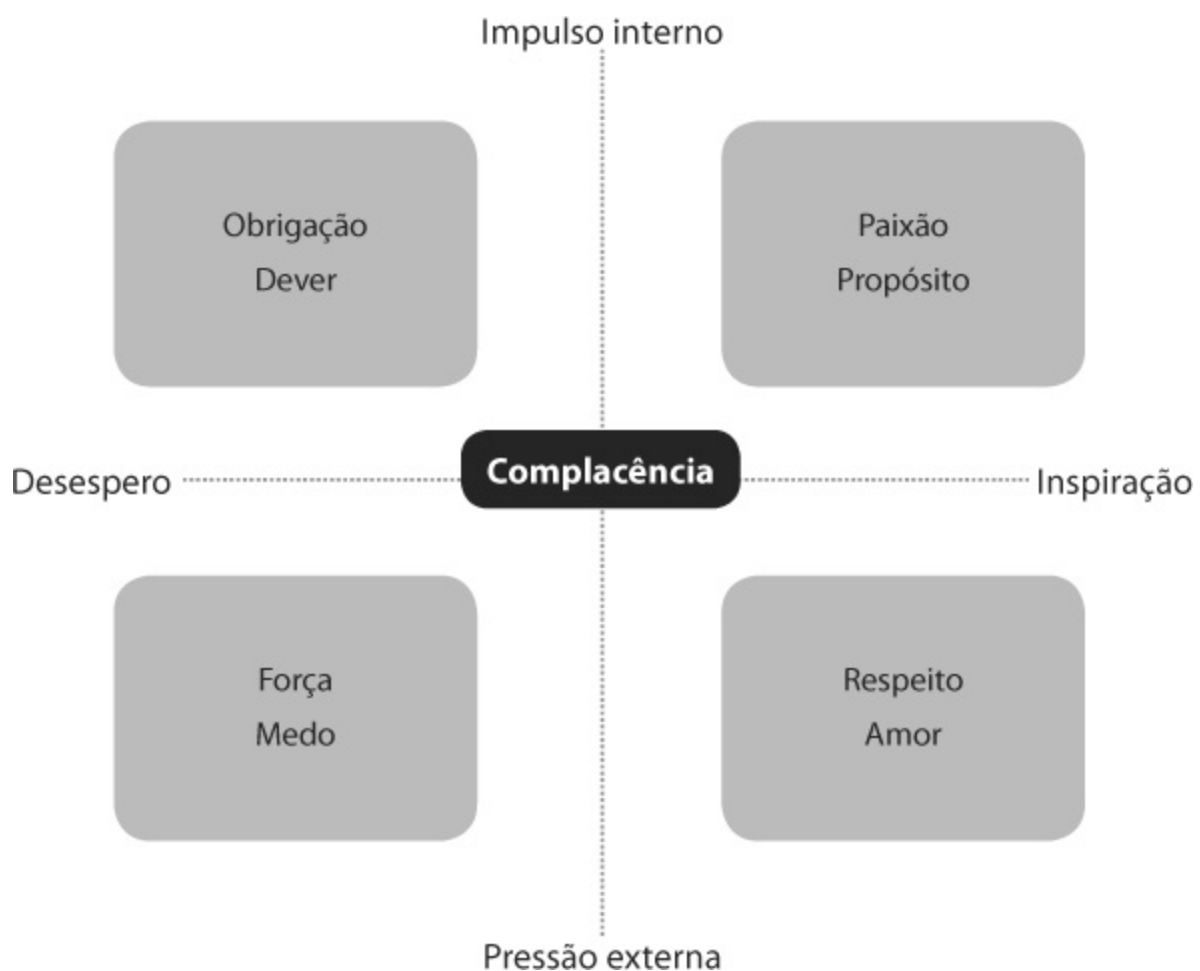 Impulso interno
Obrigação
Dever
Paixão
Propósito
Desespero
Complacência
Inspiração
Força
Medo
Respeito
Amor
Pressão externa